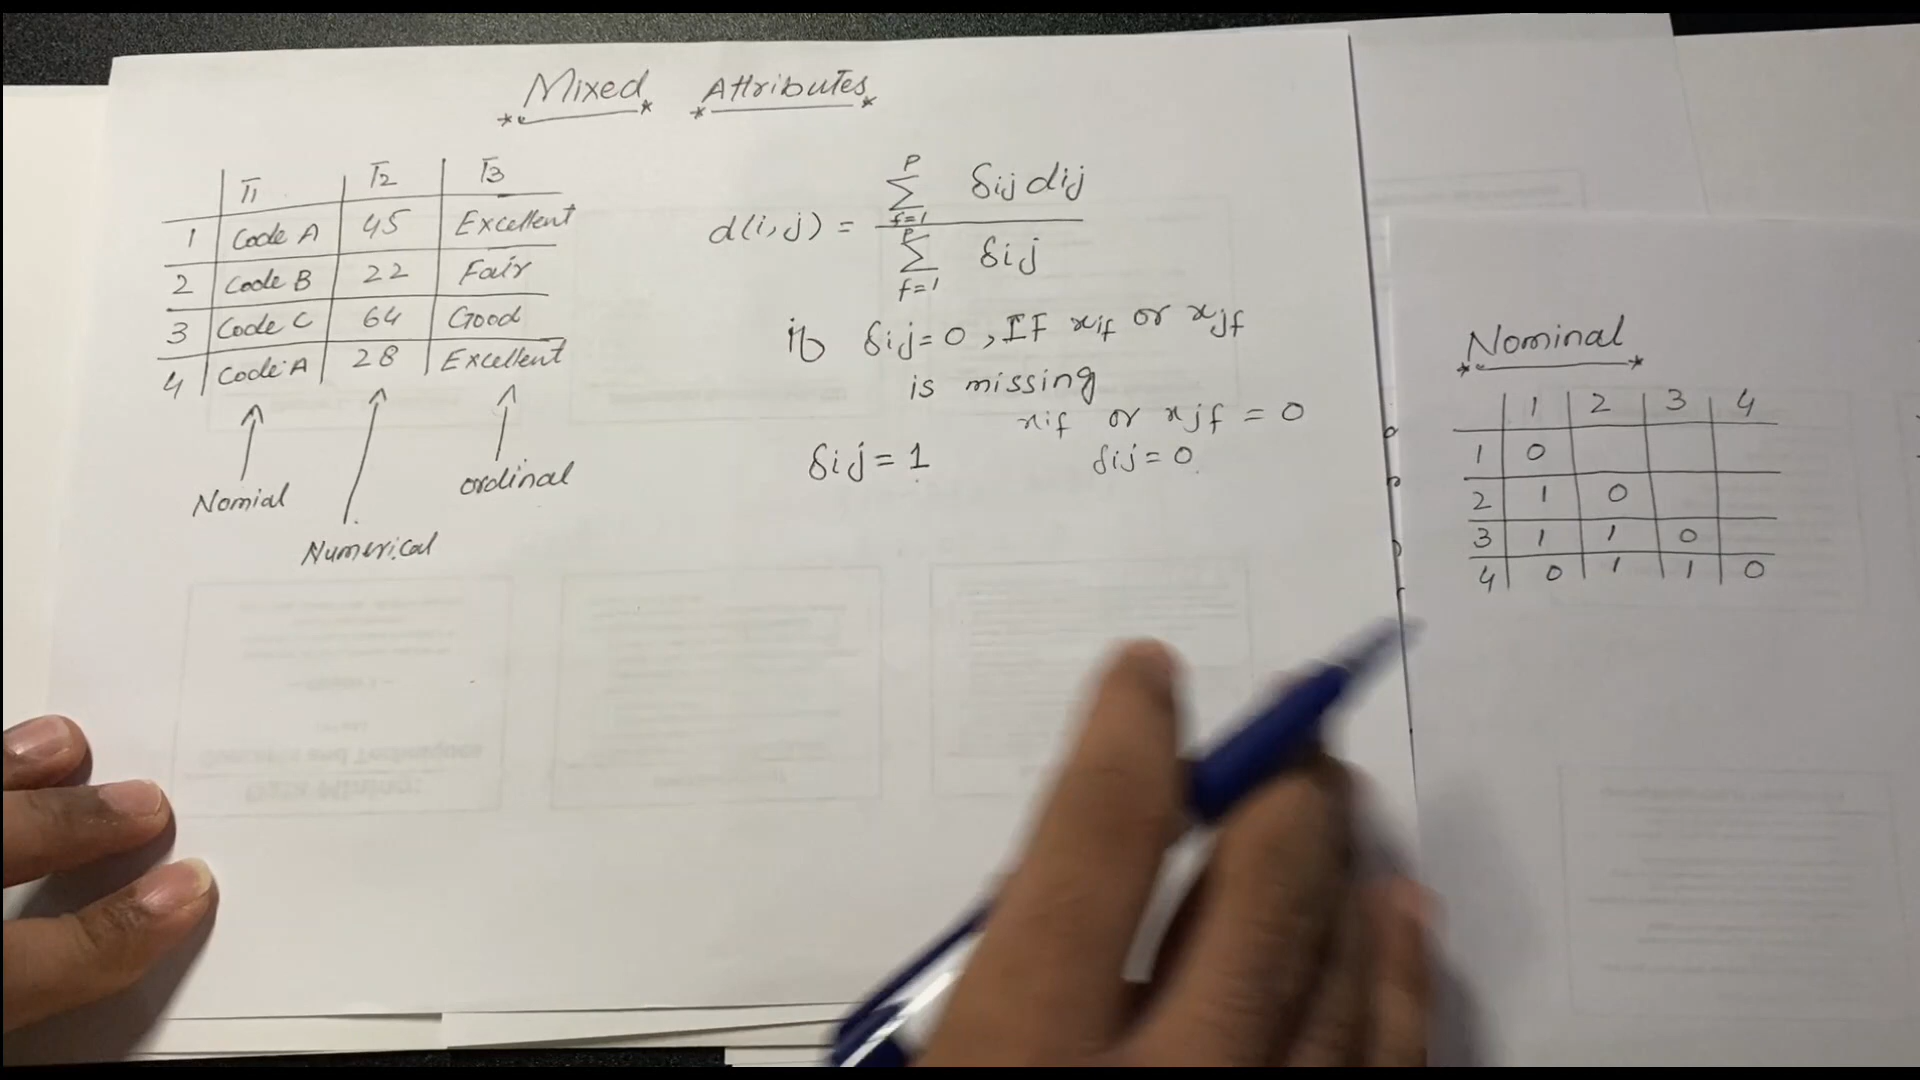 Mixed Attributes
T1 T2 T3
1 Code A 45 Excellent
2 Code B 22 Fair
3 Code C 64 Good
4 Code A 28 Excellent
Nomial
Numerical
ordinal
d(i,j) = Σ P f=1 δij dij
Σ P f=1 δij
δij=0, IF xif or xjf
is missing
xif or xjf = 0
δij = 1 δij = 0
Nominal
1 2 3 4
1 0
2 1 0
3 1 1 0
4 0 1 1 0